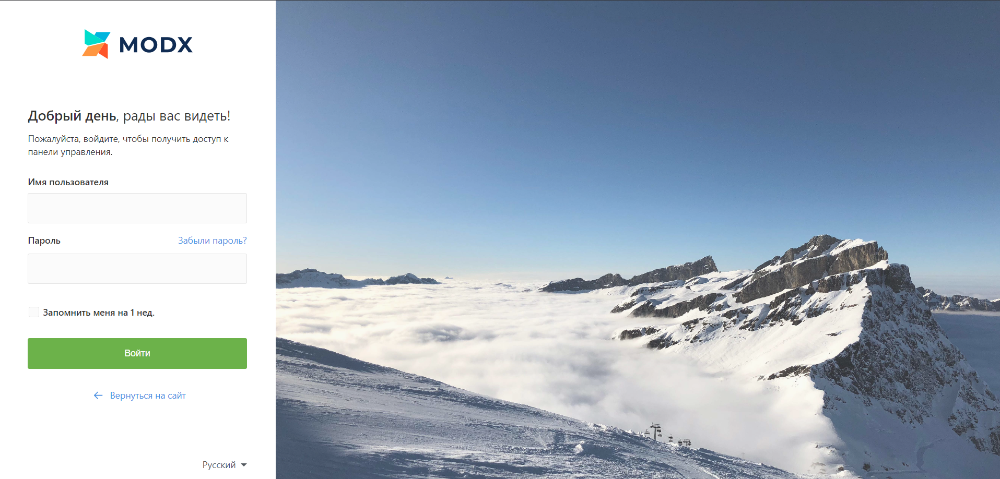 MODX
Добрый день, рады вас видеть!
Пожалуйста, войдите, чтобы получить доступ к
панели управления.
Имя пользователя
Пароль
Забыли пароль?
Запомнить меня на 1 нед.
Войти
← Вернуться на сайт
Русский